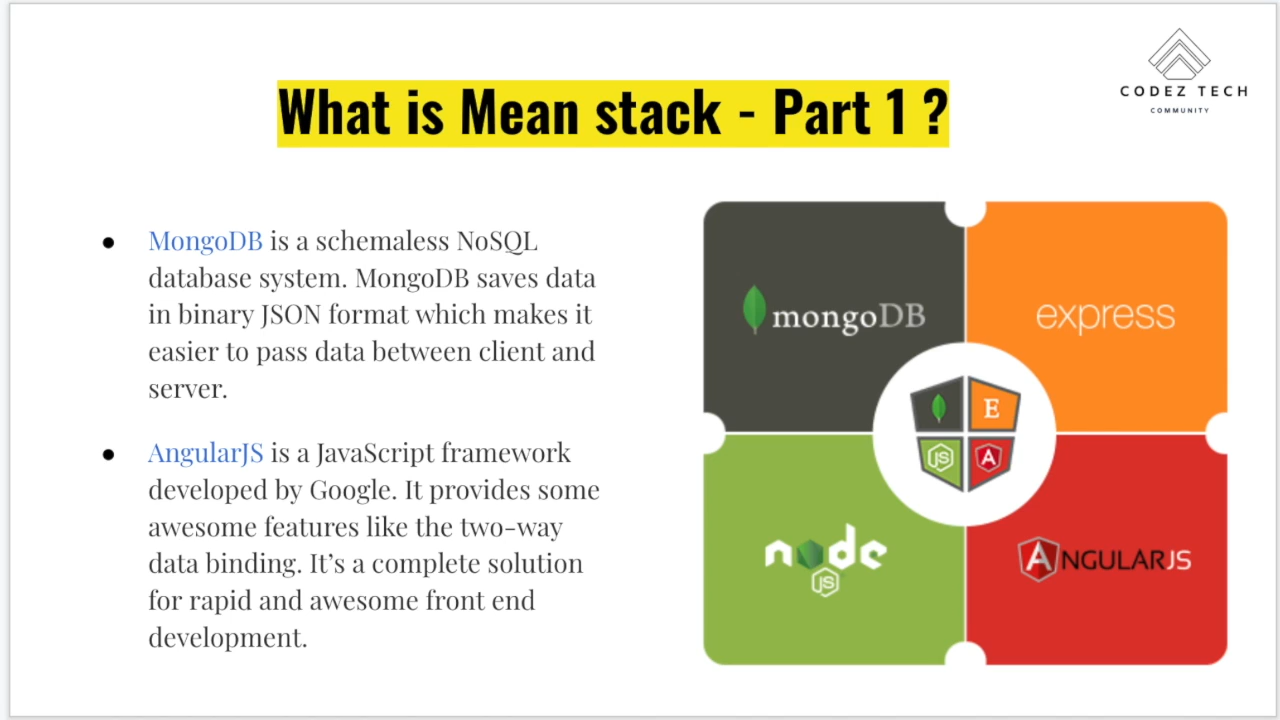 CODEZ TECH
COMMUNITY
What is Mean stack - Part 1 ?
● MongoDB is a schemaless NoSQL
database system. MongoDB saves data
in binary JSON format which makes it
easier to pass data between client and
server.
● AngularJS is a JavaScript framework
developed by Google. It provides some
awesome features like the two-way
data binding. It’s a complete solution
for rapid and awesome front end
development.
mongoDB
express
E
JS
A
node
JS
ANGULARJS